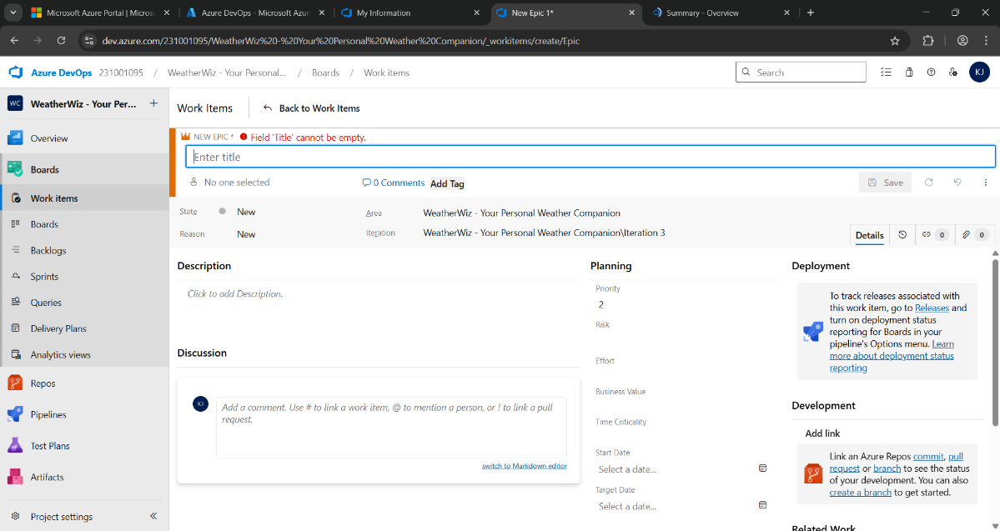 Microsoft Azure Portal | Micros
Azure DevOps - Microsoft Azur
My Information
New Epic 1*
Summary - Overview
dev.azure.com/231001095/WeatherWiz%20-%20Your%20Personal%20Weather%20Companion/_workitems/create/Epic
Azure DevOps 231001095 / WeatherWiz - Your Personal... / Boards / Work items
Search
KJ
WC WeatherWiz - Your Per...
Overview
Boards
Work items
Boards
Backlogs
Sprints
Queries
Delivery Plans
Analytics views
Repos
Pipelines
Test Plans
Artifacts
Project settings
Work Items
Back to Work Items
NEW EPIC * Field 'Title' cannot be empty.
Enter title
No one selected
0 Comments
Add Tag
Save
State New
Area WeatherWiz - Your Personal Weather Companion
Reason New
Iteration WeatherWiz - Your Personal Weather Companion\Iteration 3
Details
0
0
Description
Click to add Description.
Discussion
KJ
Add a comment. Use # to link a work item, @ to mention a person, or ! to link a pull
request.
switch to Markdown editor
Planning
Priority
2
Risk
Effort
Business Value
Time Criticality
Start Date
Select a date...
Target Date
Select a date...
Deployment
To track releases associated with
this work item, go to Releases and
turn on deployment status
reporting for Boards in your
pipeline's Options menu. Learn
more about deployment status
reporting
Development
Add link
Link an Azure Repos commit, pull
request or branch to see the status
of your development. You can also
create a branch to get started.
Related Work